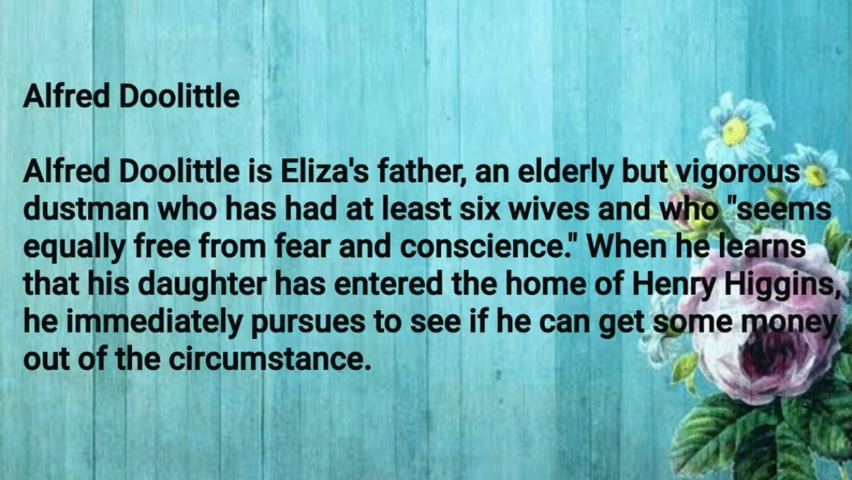 Alfred Doolittle
Alfred Doolittle is Eliza's father, an elderly but vigorous
dustman who has had at least six wives and who "seems
equally free from fear and conscience." When he learns
that his daughter has entered the home of Henry Higgins,
he immediately pursues to see if he can get some money
out of the circumstance.